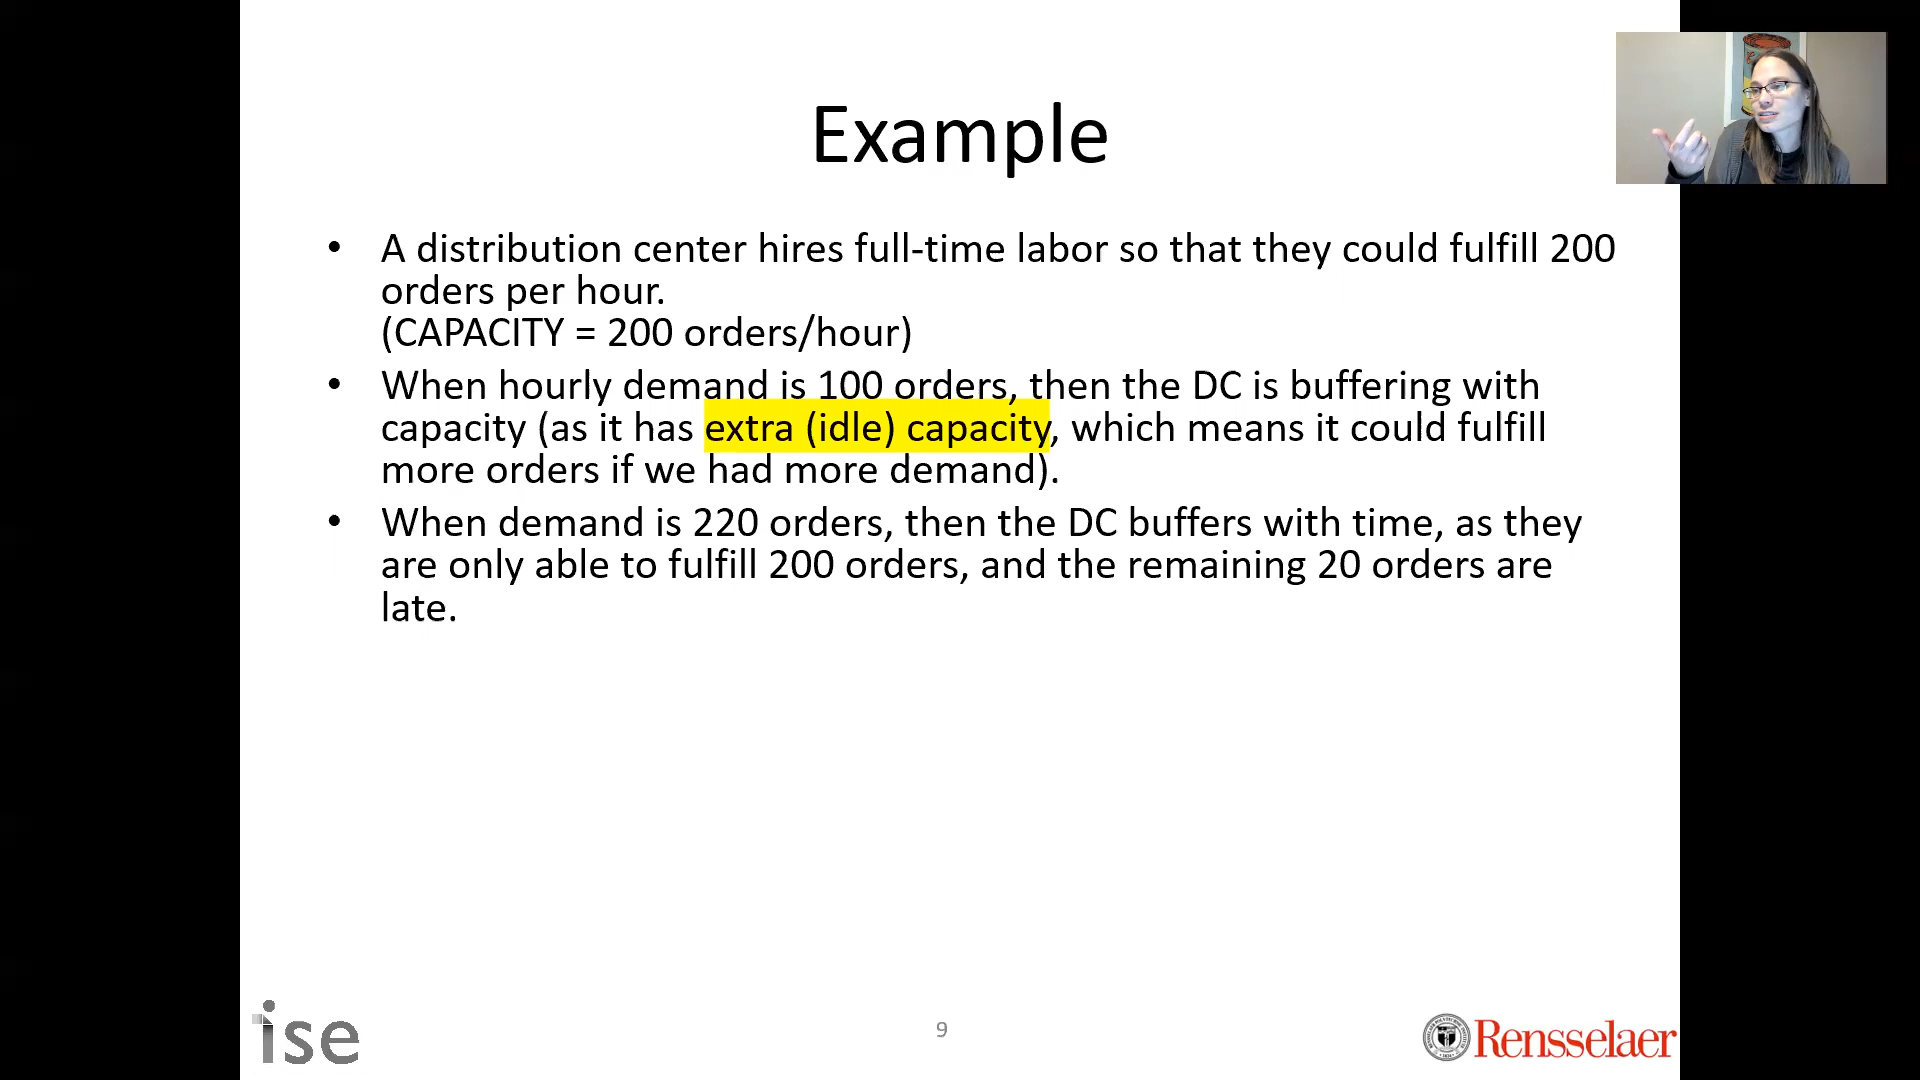 Example
• A distribution center hires full-time labor so that they could fulfill 200
orders per hour.
(CAPACITY = 200 orders/hour)
• When hourly demand is 100 orders, then the DC is buffering with
capacity (as it has extra (idle) capacity, which means it could fulfill
more orders if we had more demand).
• When demand is 220 orders, then the DC buffers with time, as they
are only able to fulfill 200 orders, and the remaining 20 orders are
late.
ise
9
Rensselaer